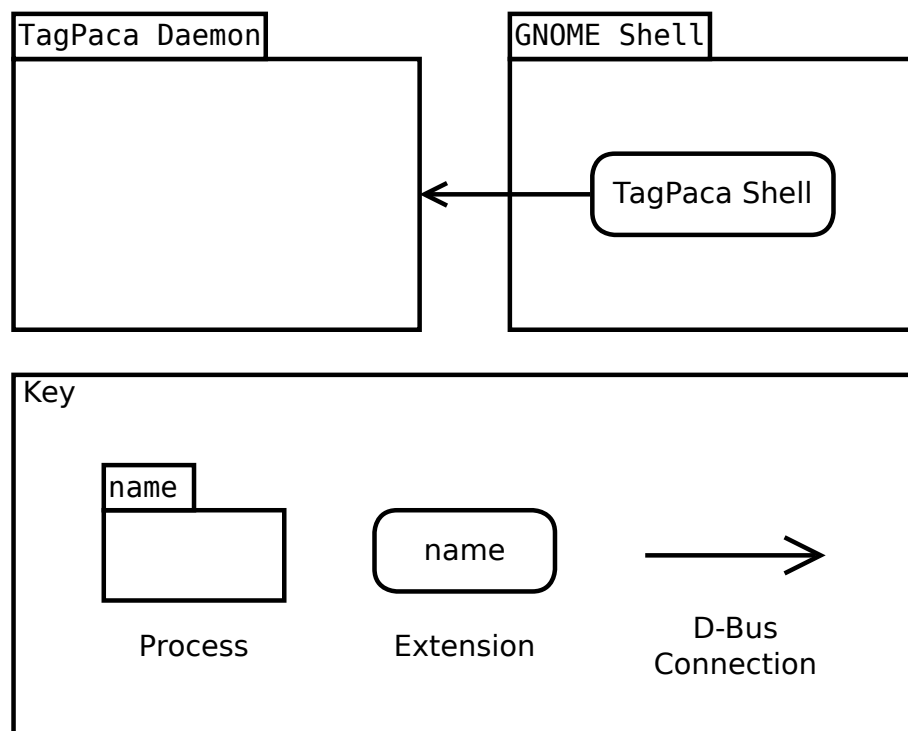 TagPaca Daemon
GNOME Shell
TagPaca Shell
Key
name
name
Process
Extension
D-Bus
Connection